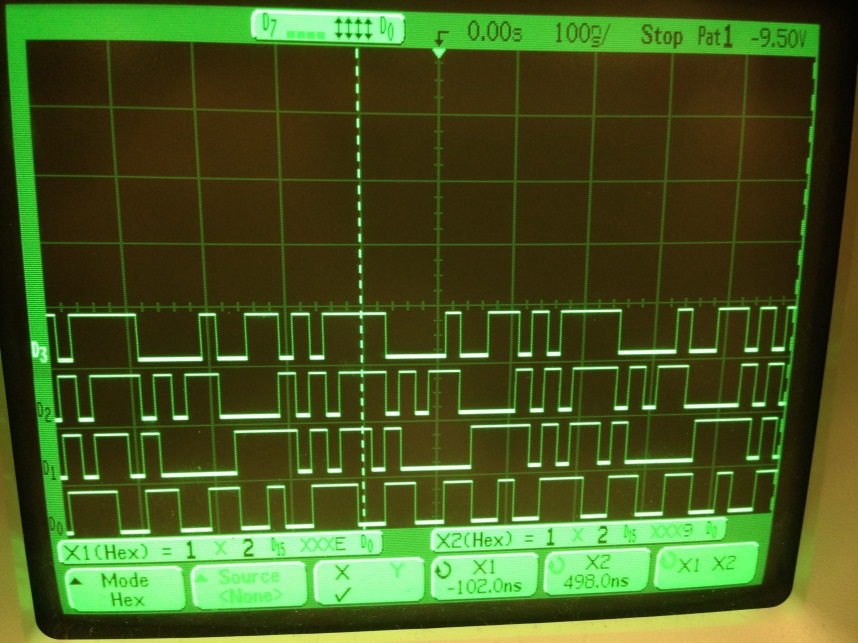 D7 D0 0.00s 100g/ Stop Pat1 -9.50V
D3
D2
D1
D0
X1(Hex) = 1 X 2 D15 XXXE D0 X2(Hex) = 1 X 2 D15 XXX9 D0
Mode Source X Y X1 X2 X1 X2
Hex <None> ✓ -102.0ns 498.0ns